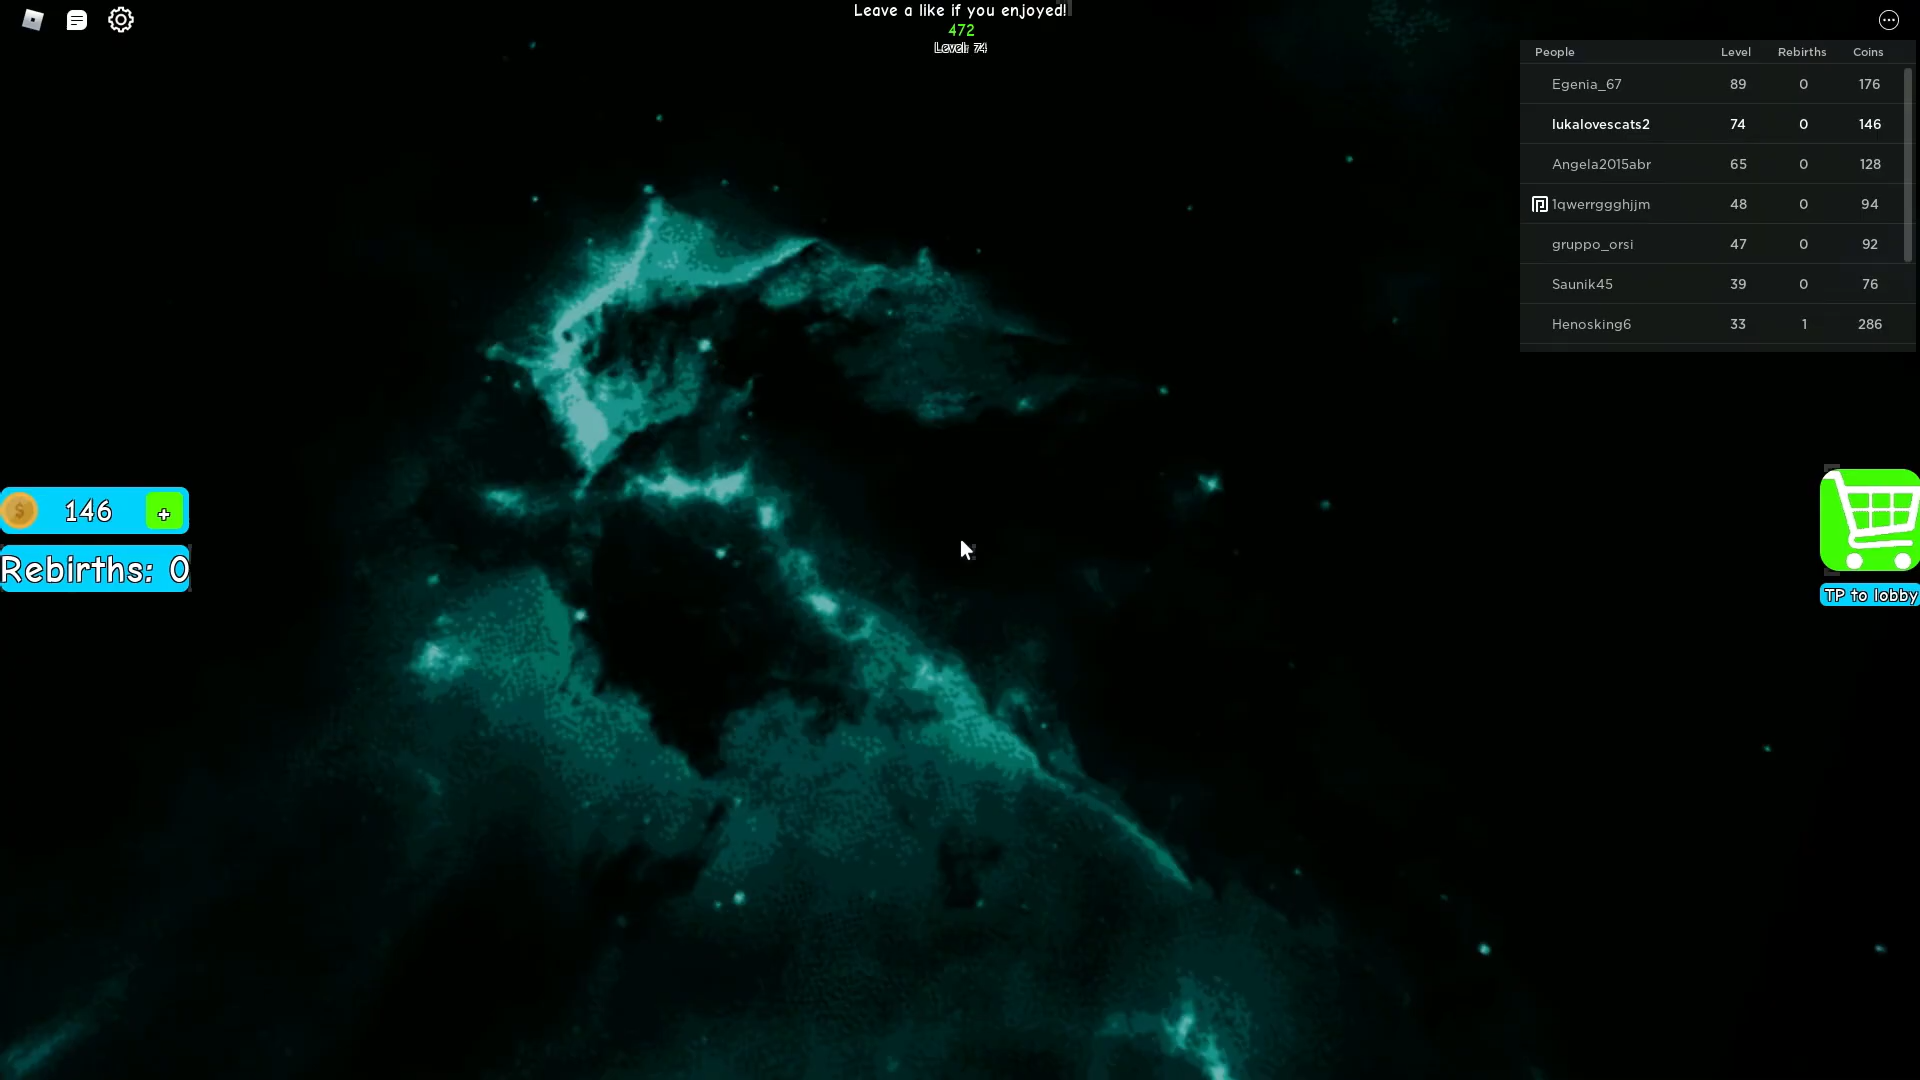 Leave a like if you enjoyed!
472
Level: 74
People Level Rebirths Coins
Egenia_67 89 0 176
lukalovescats2 74 0 146
Angela2015abr 65 0 128
1qwerrggghjjm 48 0 94
gruppo_orsi 47 0 92
Saunik45 39 0 76
Henosking6 33 1 286
$ 146 +
Rebirths: 0
TP to lobby